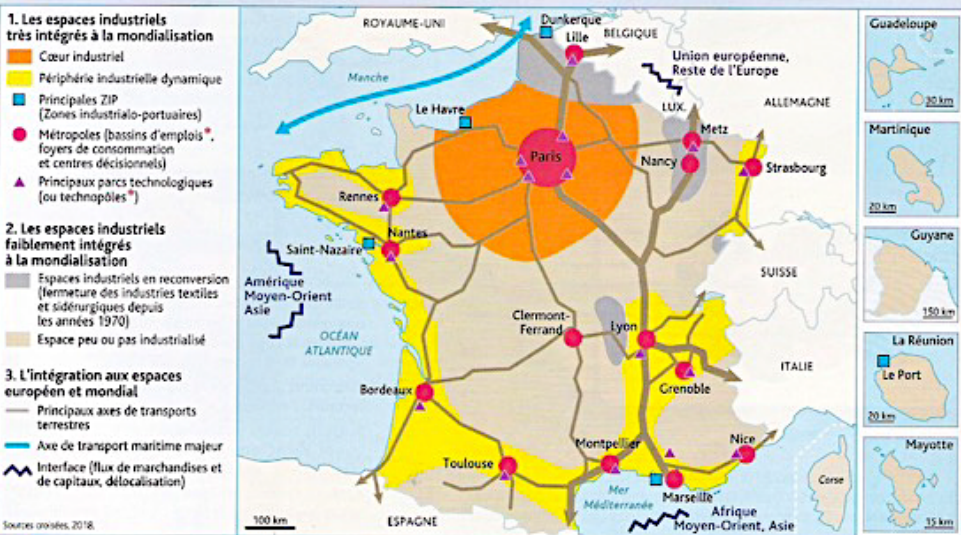 1. Les espaces industriels
très intégrés à la mondialisation
Cœur industriel
Périphérie industrielle dynamique
Principales ZIP
(Zones industrialo-portuaires)
Métropoles (bassins d'emplois*,
foyers de consommation
et centres décisionnels)
Principaux parcs technologiques
(ou technopôles*)
2. Les espaces industriels
faiblement intégrés
à la mondialisation
Espaces industriels en reconversion
(fermeture des industries textiles
et sidérurgiques depuis
les années 1970)
Espace peu ou pas industrialisé
3. L'intégration aux espaces
européen et mondial
Principaux axes de transports
terrestres
Axe de transport maritime majeur
Interface (flux de marchandises et
de capitaux, délocalisation)
Sources croisées, 2018.
ROYAUME-UNI
Dunkerque
Lille
BELGIQUE
Union européenne,
Reste de l'Europe
Manche
LUX.
ALLEMAGNE
Le Havre
Metz
Paris
Nancy
Strasbourg
Rennes
Nantes
Saint-Nazaire
Amérique
Moyen-Orient
Asie
SUISSE
OCÉAN
ATLANTIQUE
Clermont-
Ferrand
Lyon
ITALIE
Grenoble
Bordeaux
Montpellier
Nice
Toulouse
Marseille
Mer
Méditerranée
Corse
100 km
ESPAGNE
Afrique
Moyen-Orient, Asie
Guadeloupe
30 km
Martinique
20 km
Guyane
150 km
La Réunion
Le Port
20 km
Mayotte
15 km